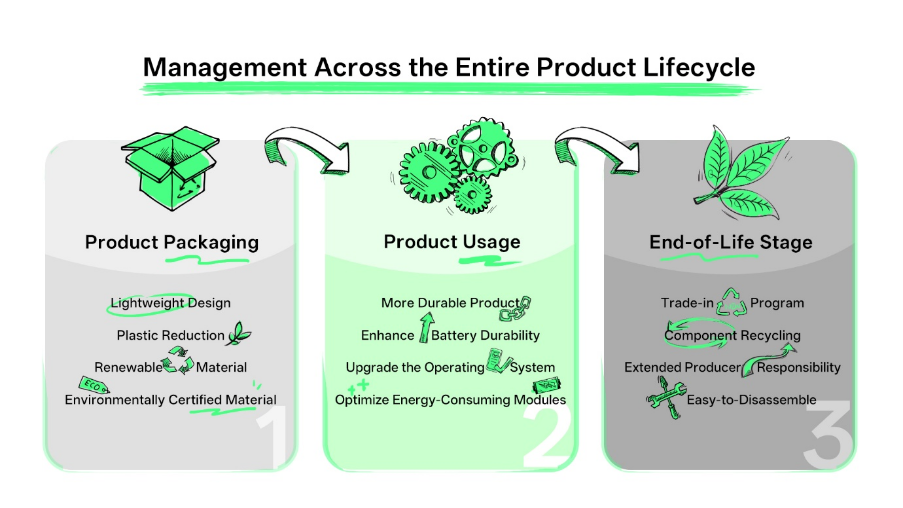 Management Across the Entire Product Lifecycle
Product Packaging
Lightweight Design
Plastic Reduction
Renewable Material
ECO
Environmentally Certified Material
1
Product Usage
More Durable Product
Enhance Battery Durability
Upgrade the Operating System
Optimize Energy-Consuming Modules
2
End-of-Life Stage
Trade-in Program
Component Recycling
Extended Producer Responsibility
Easy-to-Disassemble
3